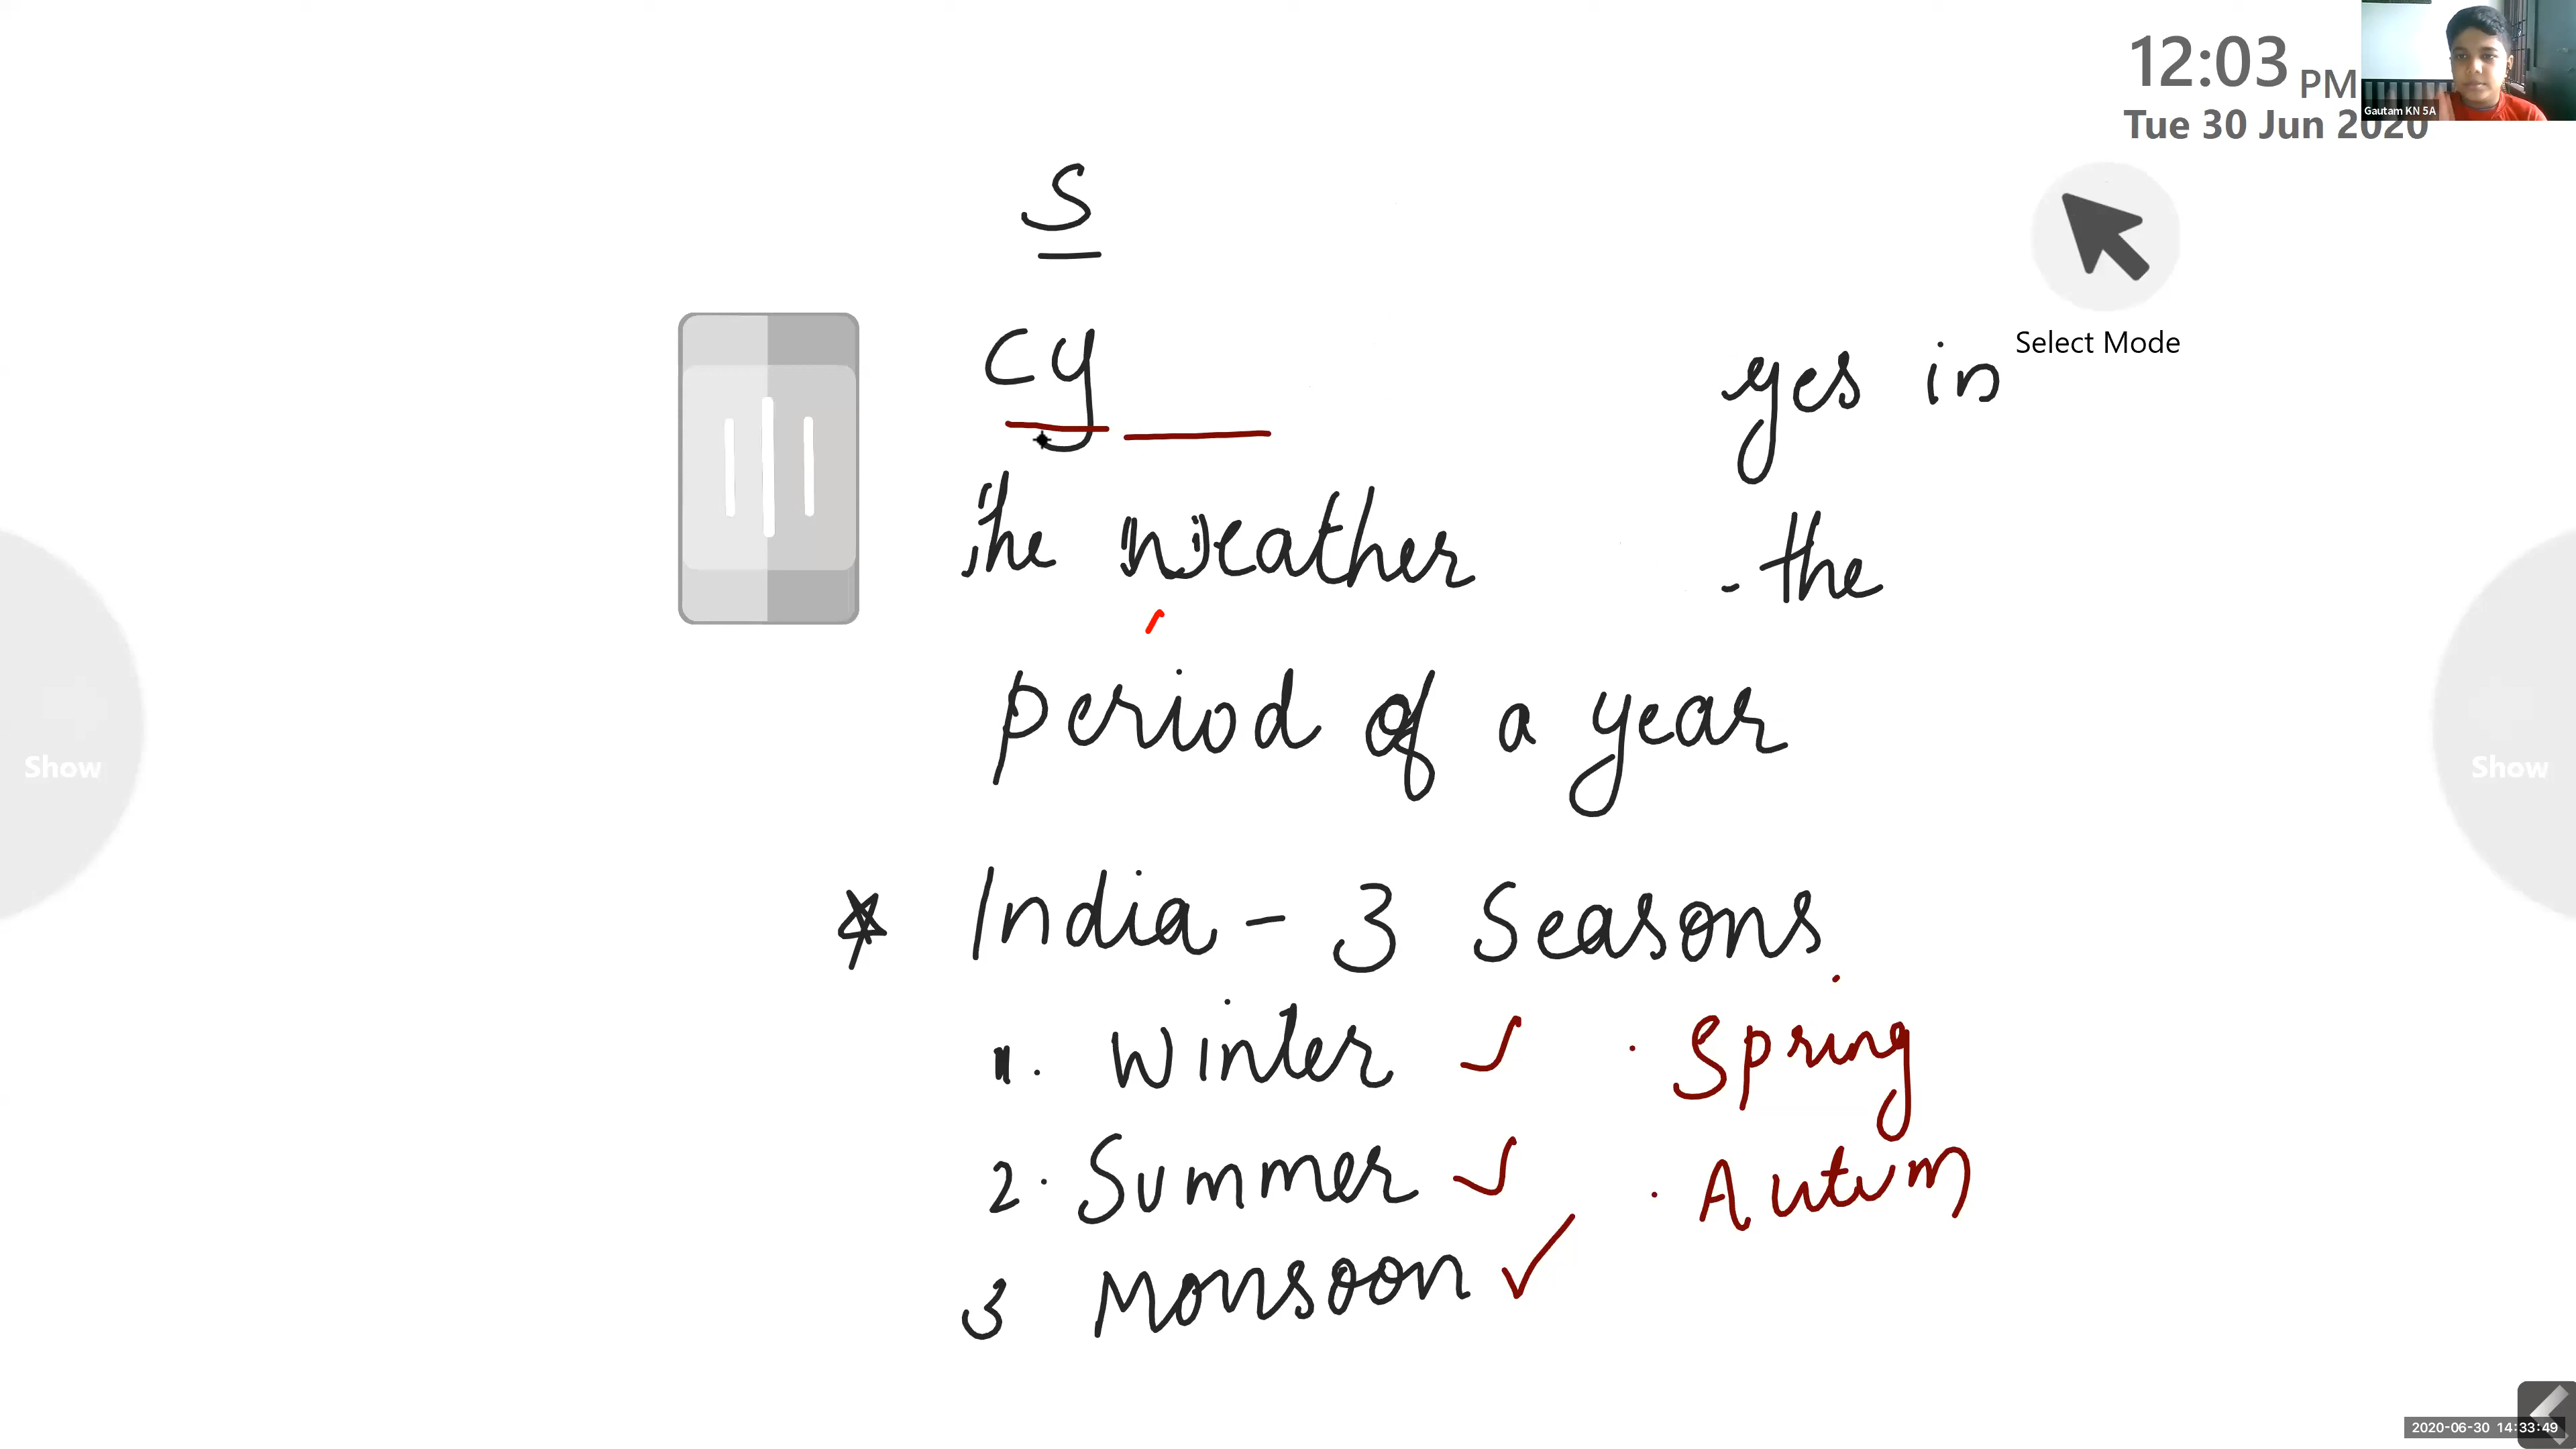 12:03 PM
Tue 30 Jun 2020
Gautam KN 5A
S
Select Mode
cy
yes in
the weather
- the
period of a year
Show
Show
India - 3 Seasons
1. Winter
· Spring
2. Summer
· Autum
3 Monsoon
2020-06-30 14:33:49